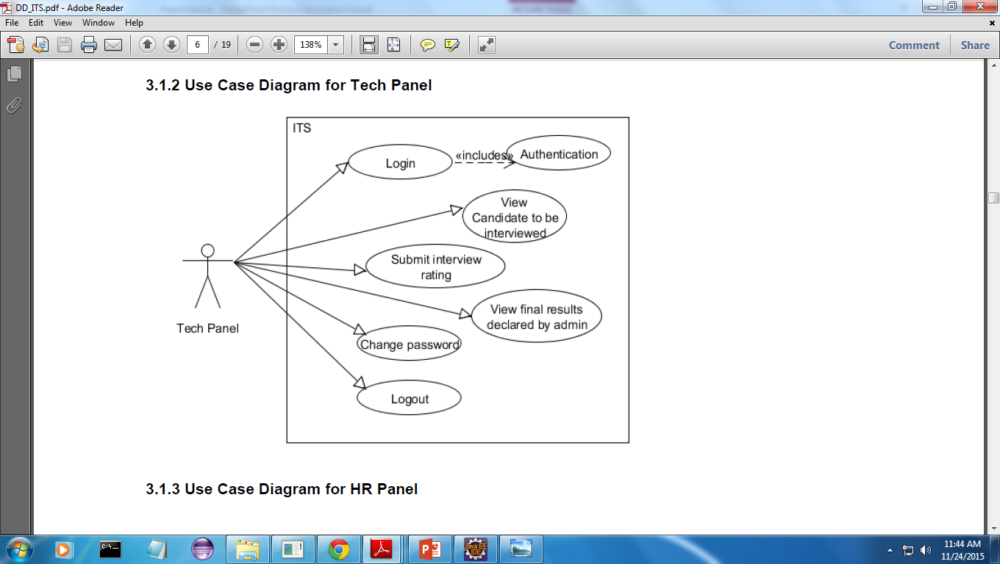 DD_ITS.pdf - Adobe Reader
File Edit View Window Help
6 / 19 138% Comment Share
3.1.2 Use Case Diagram for Tech Panel
ITS
Login
«includes»
Authentication
View
Candidate to be
interviewed
Submit interview
rating
View final results
declared by admin
Tech Panel
Change password
Logout
3.1.3 Use Case Diagram for HR Panel
C:\
Java EE
IDE
11:44 AM
11/24/2015